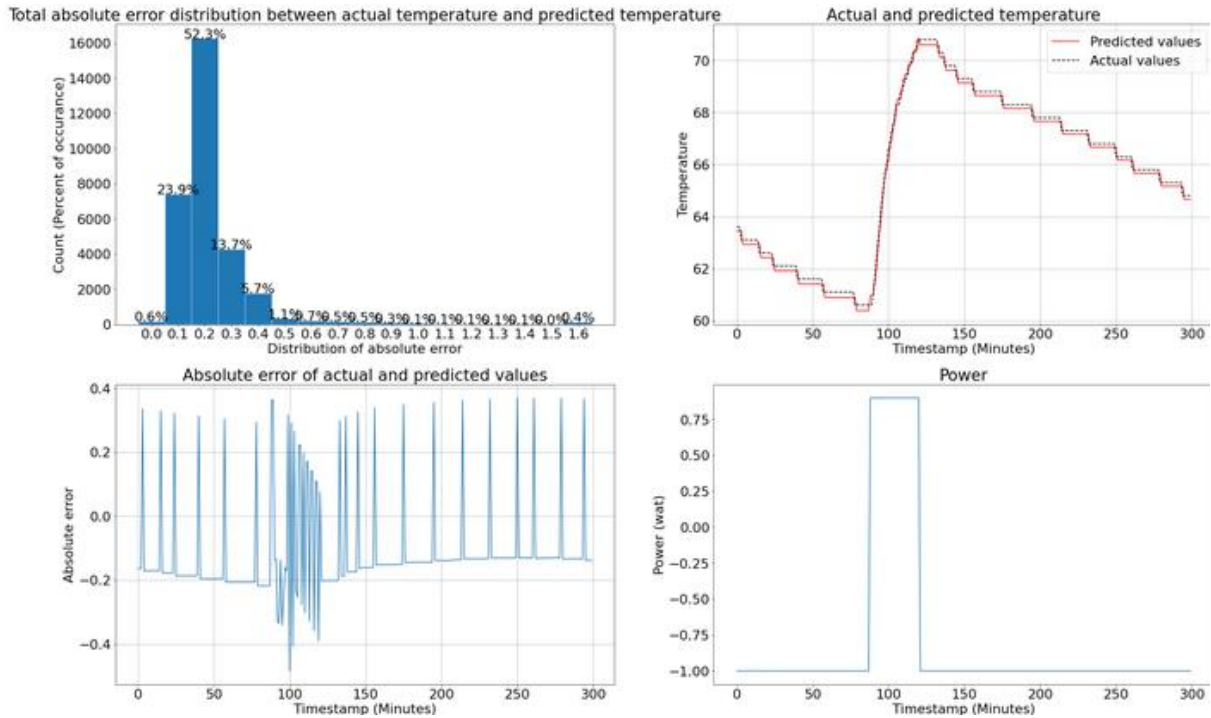 Total absolute error distribution between actual temperature and predicted temperature
16000
14000
12000
10000
8000
6000
4000
2000
0
Count (Percent of occurance)
0.6%
23.9%
52.3%
13.7%
5.7%
1.1%
0.7%
0.5%
0.5%
0.3%
0.1%
0.1%
0.1%
0.1%
0.1%
0.0%
0.4%
0.0 0.1 0.2 0.3 0.4 0.5 0.6 0.7 0.8 0.9 1.0 1.1 1.2 1.3 1.4 1.5 1.6
Distribution of absolute error
Actual and predicted temperature
Predicted values
Actual values
70
68
66
64
62
60
Temperature
0 50 100 150 200 250 300
Timestamp (Minutes)
Absolute error of actual and predicted values
0.4
0.2
0.0
−0.2
−0.4
Absolute error
0 50 100 150 200 250 300
Timestamp (Minutes)
Power
0.75
0.50
0.25
0.00
−0.25
−0.50
−0.75
−1.00
Power (wat)
0 50 100 150 200 250 300
Timestamp (Minutes)